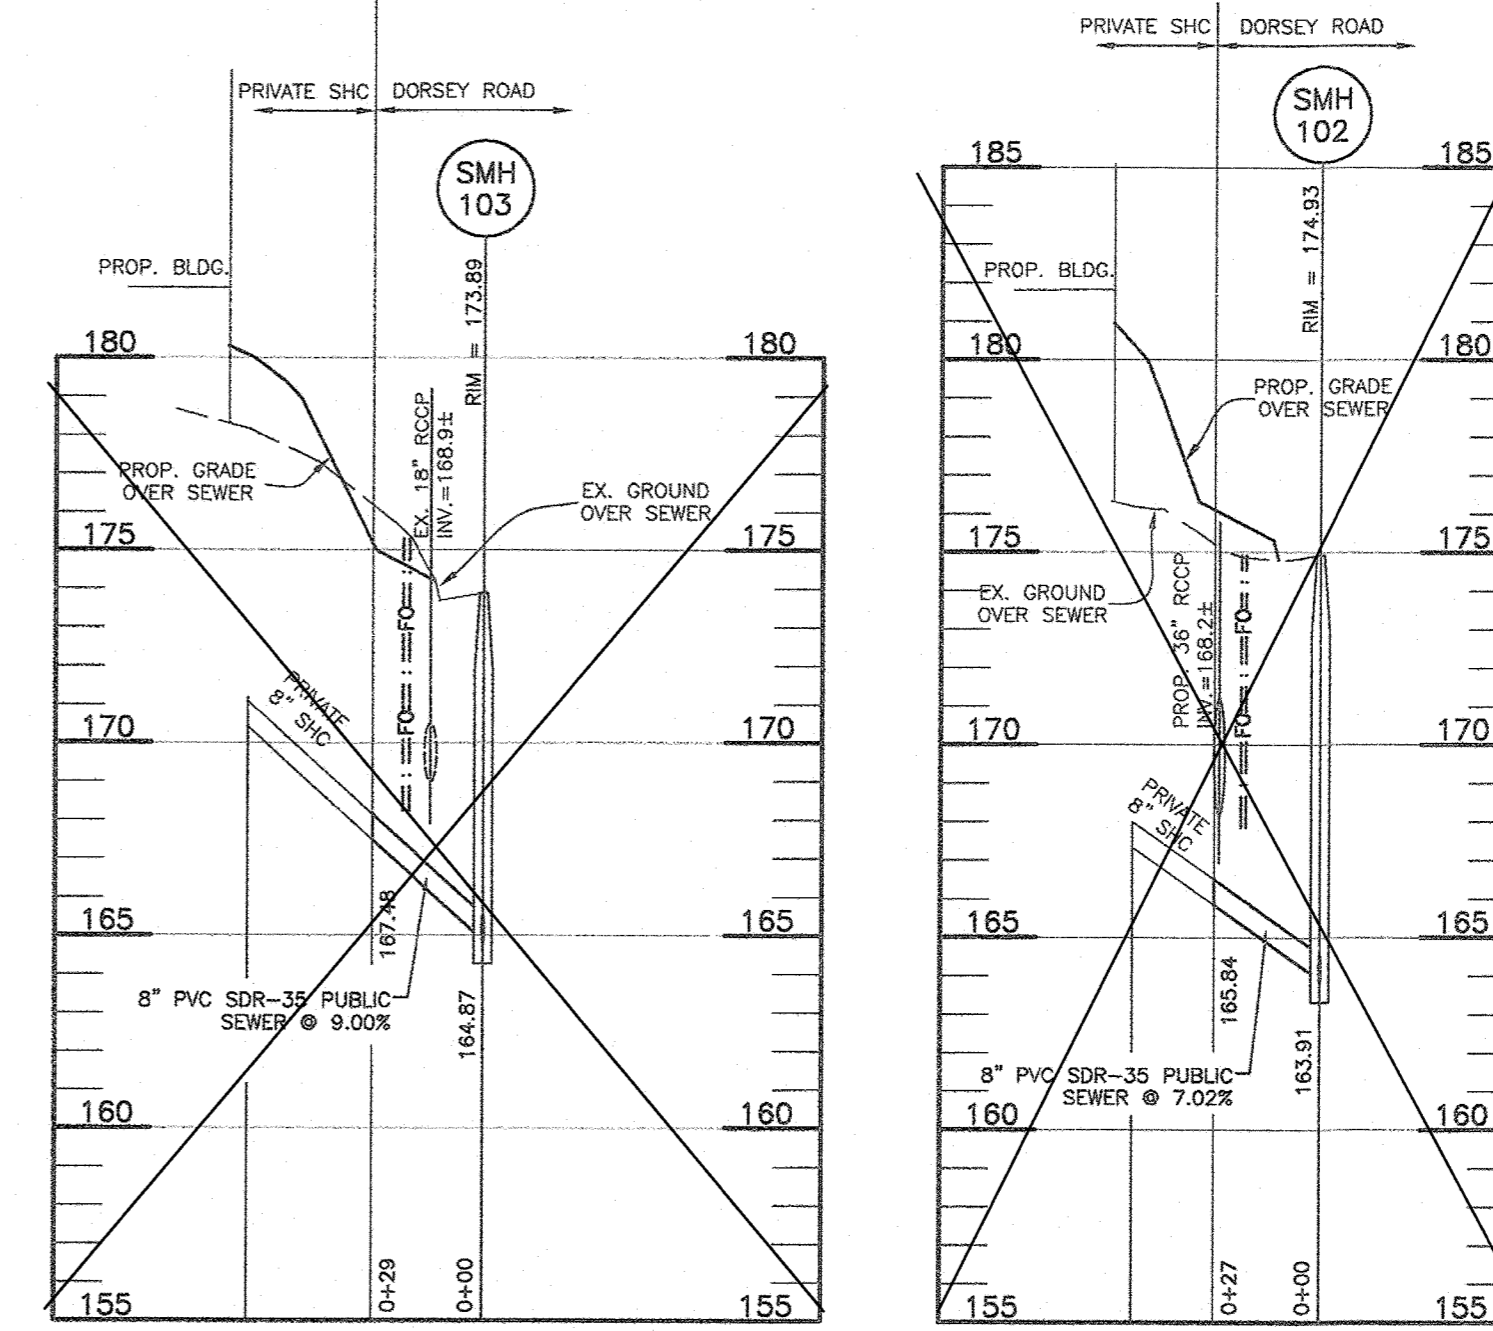 PRIVATE SHC
DORSEY ROAD
SMH
103
RIM = 173.89
PROP. BLDG.
180
180
EX. 18" RCCP
INV.=168.9±
PROP. GRADE
OVER SEWER
EX. GROUND
OVER SEWER
175
175
=FO= : =FO=
PRIVATE
8" SHC
170
170
167.48
165
165
8" PVC SDR-35 PUBLIC
SEWER @ 9.00%
164.87
160
160
0+29
0+00
155
155
PRIVATE SHC
DORSEY ROAD
SMH
102
185
185
RIM = 174.93
PROP. BLDG.
180
180
PROP. GRADE
OVER SEWER
175
175
EX. GROUND
OVER SEWER
PROP. 36" RCCP
INV.=168.2±
=FO= : =FO=
170
170
PRIVATE
8" SHC
165
165
165.84
8" PVC SDR-35 PUBLIC
SEWER @ 7.02%
163.91
160
160
0+27
0+00
155
155